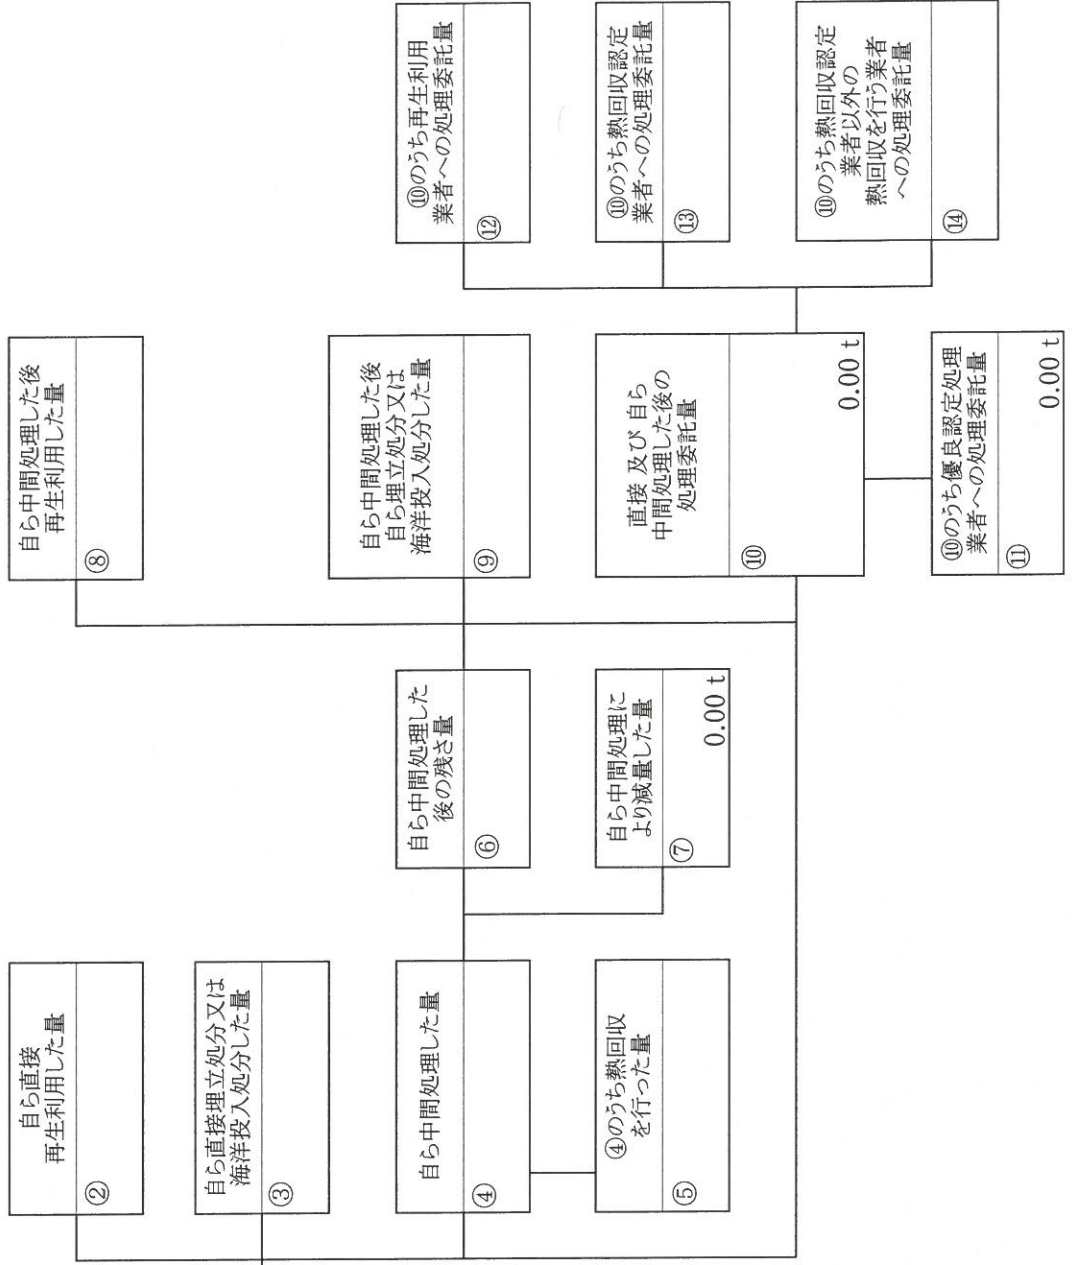 自ら直接
再生利用した量
②
自ら直接埋立処分又は
海洋投入処分した量
③
自ら中間処理した量
④
④のうち熱回収
を行った量
⑤
自ら中間処理した
後の残さ量
⑥
自ら中間処理に
より減量した量
⑦
0.00 t
自ら中間処理した後
再生利用した量
⑧
自ら中間処理した後
自ら埋立処分又は
海洋投入処分した量
⑨
直接 及び 自ら
中間処理した後の
処理委託量
⑩
0.00 t
⑩のうち優良認定処理
業者への処理委託量
⑪
0.00 t
⑩のうち再生利用
業者への処理委託量
⑫
⑩のうち熱回収認定
業者への処理委託量
⑬
⑩のうち熱回収認定
業者以外の
熱回収を行う業者
への処理委託量
⑭